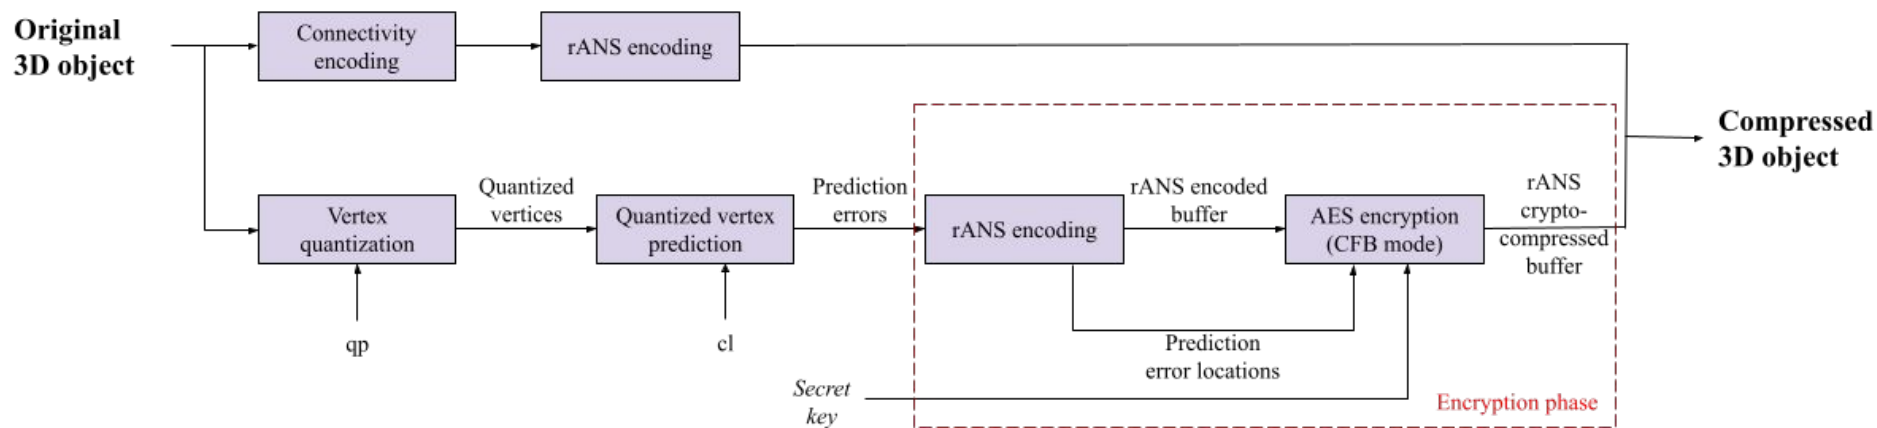 Original
3D object
Connectivity
encoding
rANS encoding
Compressed
3D object
Vertex
quantization
Quantized
vertices
Quantized vertex
prediction
Prediction
errors
rANS encoding
rANS encoded
buffer
AES encryption
(CFB mode)
rANS
crypto-
compressed
buffer
qp
cl
Prediction
error locations
Secret
key
Encryption phase